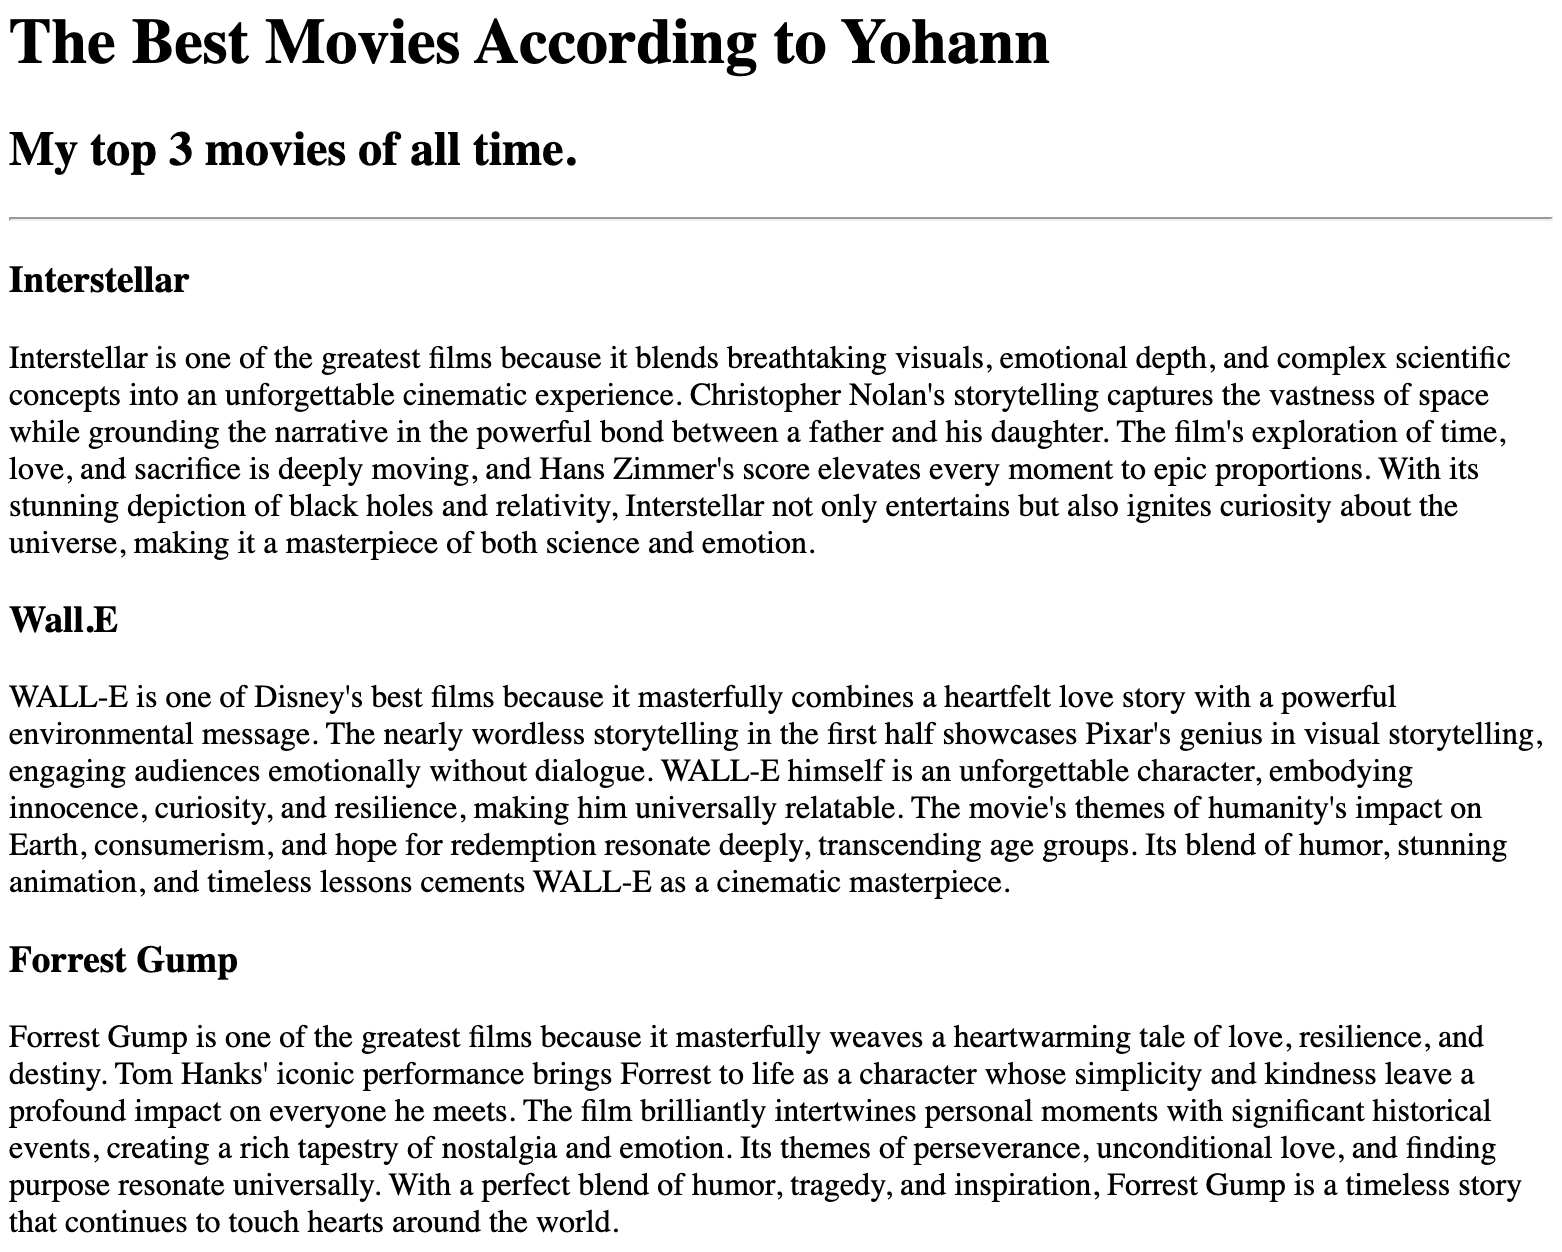 The Best Movies According to Yohann
My top 3 movies of all time.
Interstellar
Interstellar is one of the greatest films because it blends breathtaking visuals, emotional depth, and complex scientific
concepts into an unforgettable cinematic experience. Christopher Nolan's storytelling captures the vastness of space
while grounding the narrative in the powerful bond between a father and his daughter. The film's exploration of time,
love, and sacrifice is deeply moving, and Hans Zimmer's score elevates every moment to epic proportions. With its
stunning depiction of black holes and relativity, Interstellar not only entertains but also ignites curiosity about the
universe, making it a masterpiece of both science and emotion.
Wall.E
WALL-E is one of Disney's best films because it masterfully combines a heartfelt love story with a powerful
environmental message. The nearly wordless storytelling in the first half showcases Pixar's genius in visual storytelling,
engaging audiences emotionally without dialogue. WALL-E himself is an unforgettable character, embodying
innocence, curiosity, and resilience, making him universally relatable. The movie's themes of humanity's impact on
Earth, consumerism, and hope for redemption resonate deeply, transcending age groups. Its blend of humor, stunning
animation, and timeless lessons cements WALL-E as a cinematic masterpiece.
Forrest Gump
Forrest Gump is one of the greatest films because it masterfully weaves a heartwarming tale of love, resilience, and
destiny. Tom Hanks' iconic performance brings Forrest to life as a character whose simplicity and kindness leave a
profound impact on everyone he meets. The film brilliantly intertwines personal moments with significant historical
events, creating a rich tapestry of nostalgia and emotion. Its themes of perseverance, unconditional love, and finding
purpose resonate universally. With a perfect blend of humor, tragedy, and inspiration, Forrest Gump is a timeless story
that continues to touch hearts around the world.